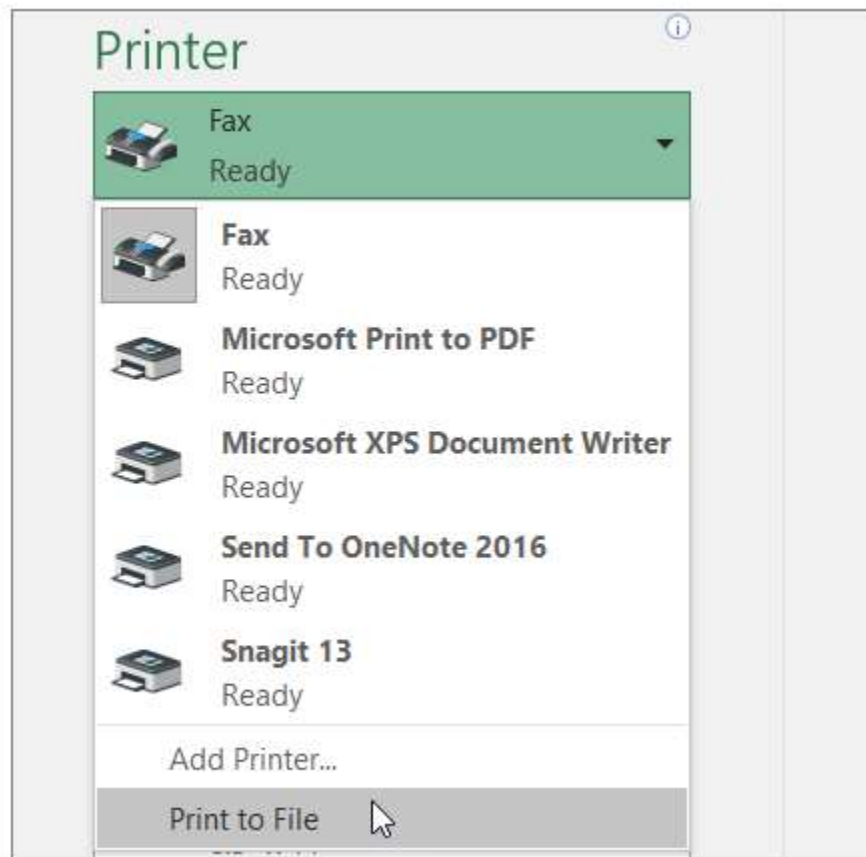 Printer
Fax
Ready
Fax
Ready
Microsoft Print to PDF
Ready
Microsoft XPS Document Writer
Ready
Send To OneNote 2016
Ready
Snagit 13
Ready
Add Printer...
Print to File